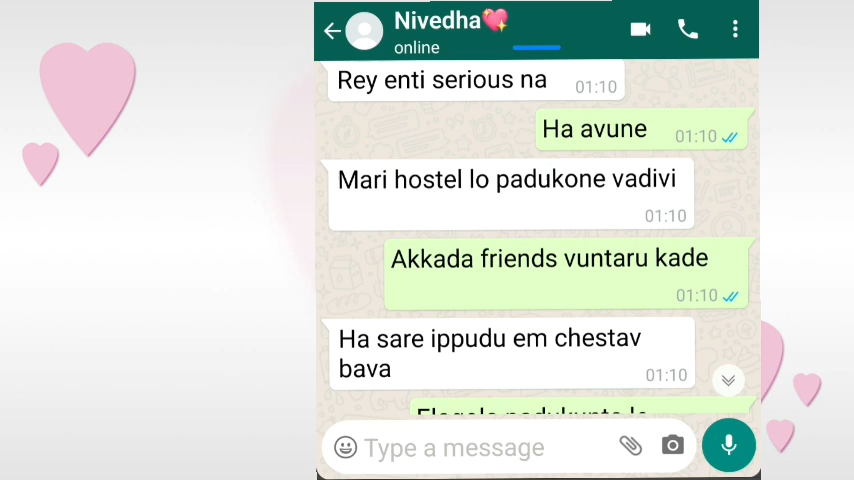 Nivedha💖
online
Rey enti serious na
01:10
Ha avune
01:10
Mari hostel lo padukone vadivi
01:10
Akkada friends vuntaru kade
01:10
Ha sare ippudu em chestav
bava
01:10
Type a message